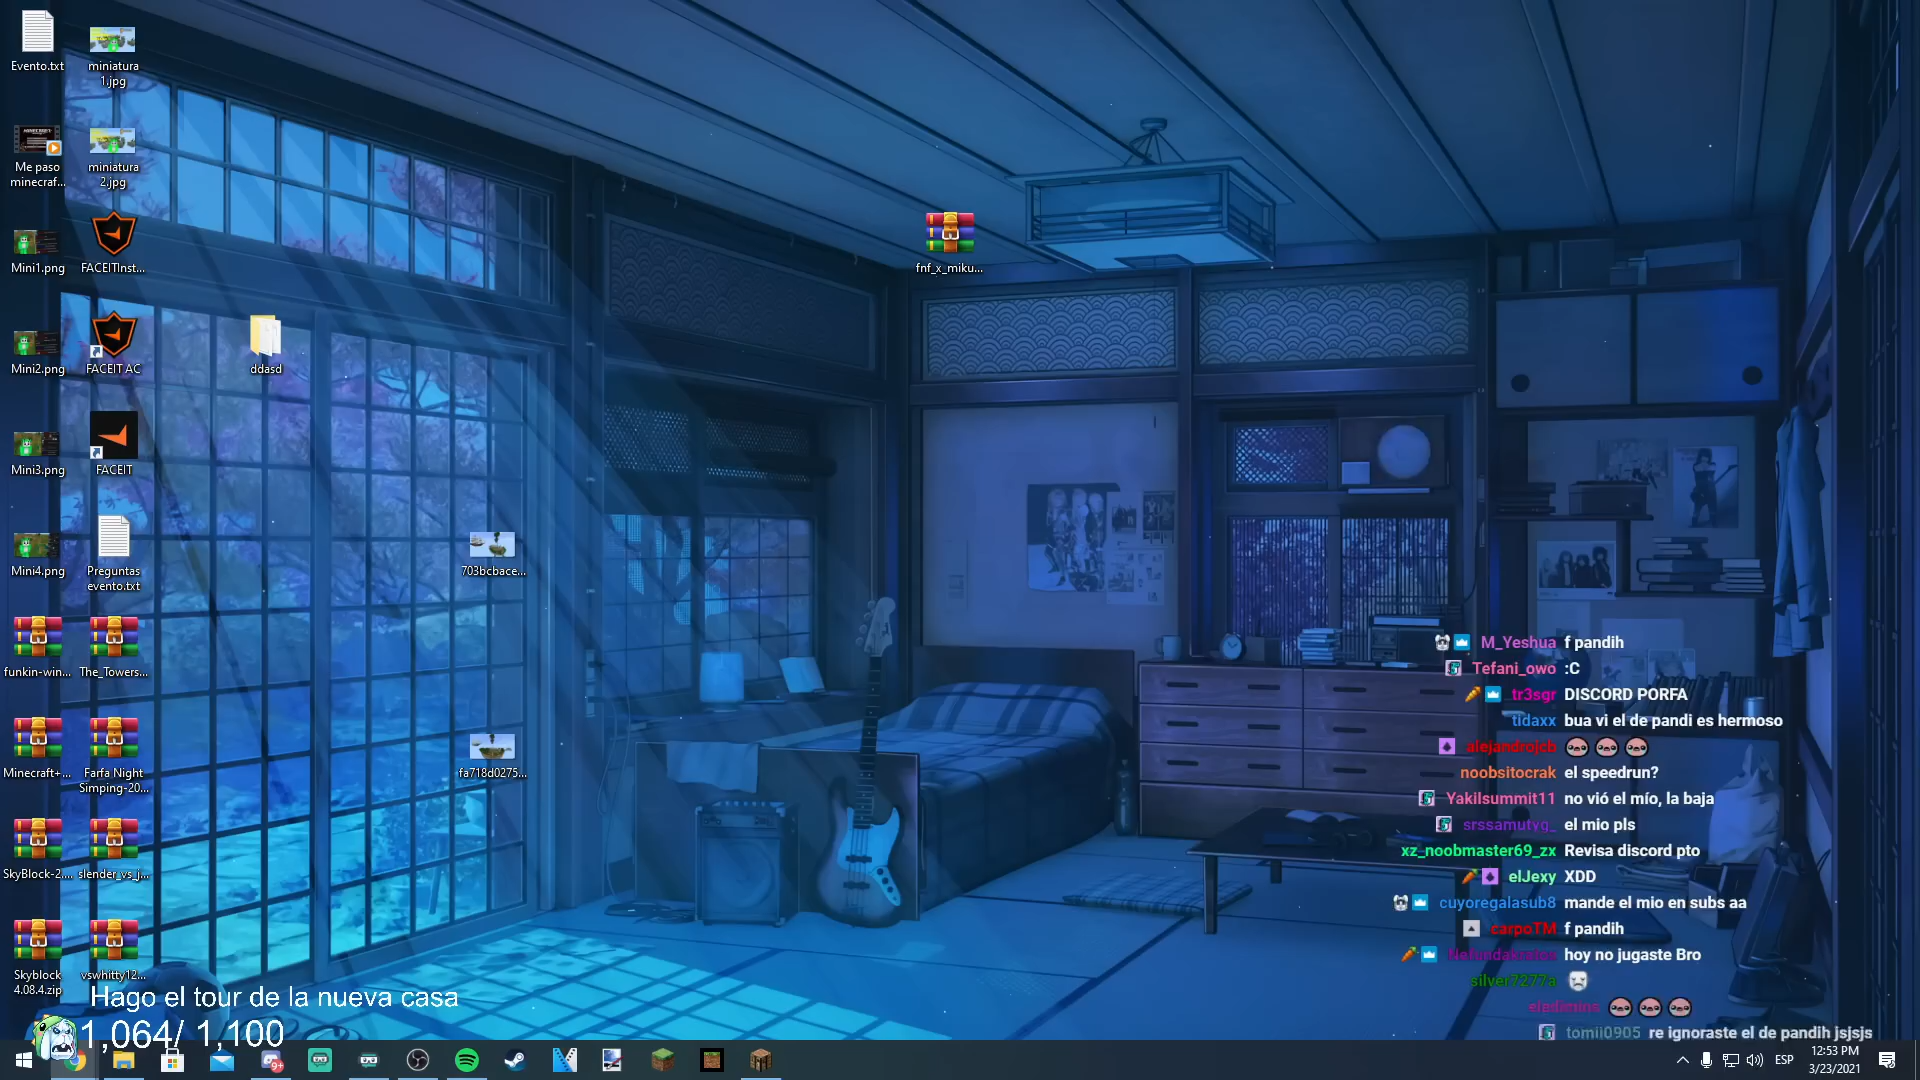 Evento.txt
miniatura
1.jpg
Me paso
minecraf...
miniatura
2.jpg
Mini1.png
FACEITInst...
fnf_x_miku...
Mini2.png
FACEIT AC
ddasd
Mini3.png
FACEIT
Mini4.png
Preguntas
evento.txt
703bcbace...
funkin-win...
The_Towers...
Minecraft+...
Farfa Night
Simping-20...
fa718d0275...
SkyBlock-2....
slender_vs_j...
Skyblock
4.08.4.zip
vswhitty12...
M_Yeshua f pandih
Tefani_owo :C
tr3sgr DISCORD PORFA
tidaxx bua vi el de pandi es hermoso
alejandrojcb
noobsitocrak el speedrun?
Yakilsummit11 no vió el mío, la baja
srssamutyg_ el mio pls
xz_noobmaster69_zx Revisa discord pto
elJexy XDD
cuyoregalasub8 mande el mio en subs aa
carpoTM f pandih
hoy no jugaste Bro
silver7277a
tomii0905 re ignoraste el de pandih jsjsjs
Hago el tour de la nueva casa
1,064/ 1,100
9+
ESP
12:53 PM
3/23/2021